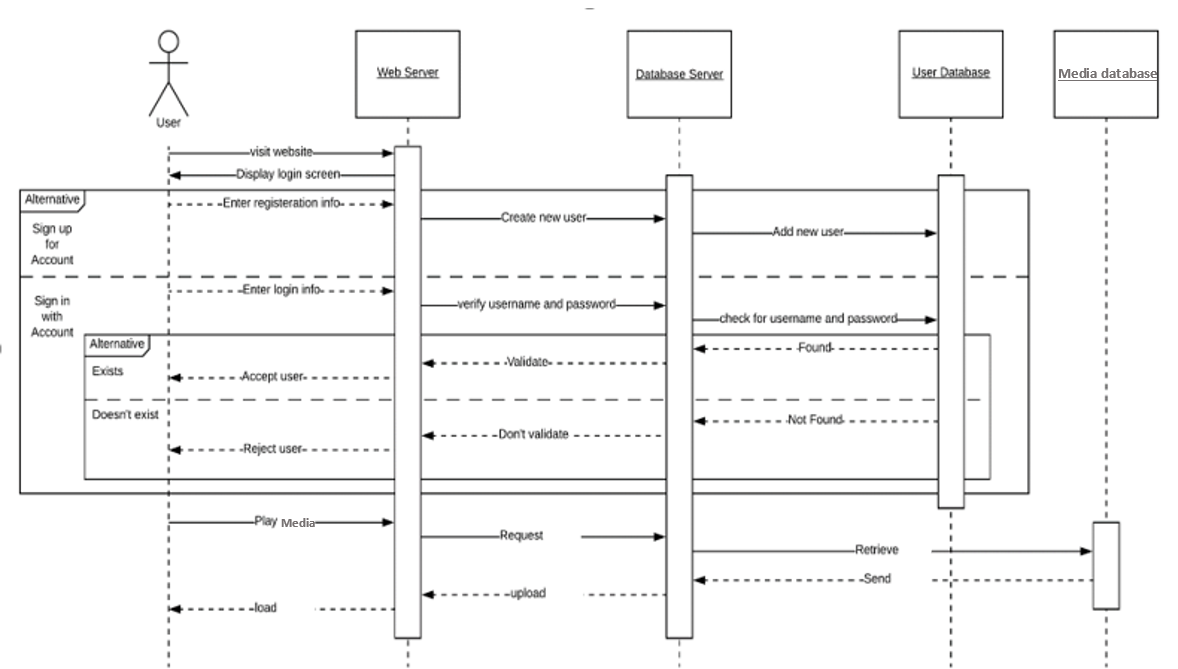 Web Server
Database Server
User Database
Media database
User
visit website
Display login screen
Alternative
Enter registeration info
Sign up
for
Account
Create new user
Add new user
Enter login info
Sign in
with
Account
verify username and password
check for username and password
Alternative
Found
Validate
Exists
Accept user
Doesn't exist
Not Found
Don't validate
Reject user
Play Media
Request
Retrieve
Send
upload
load